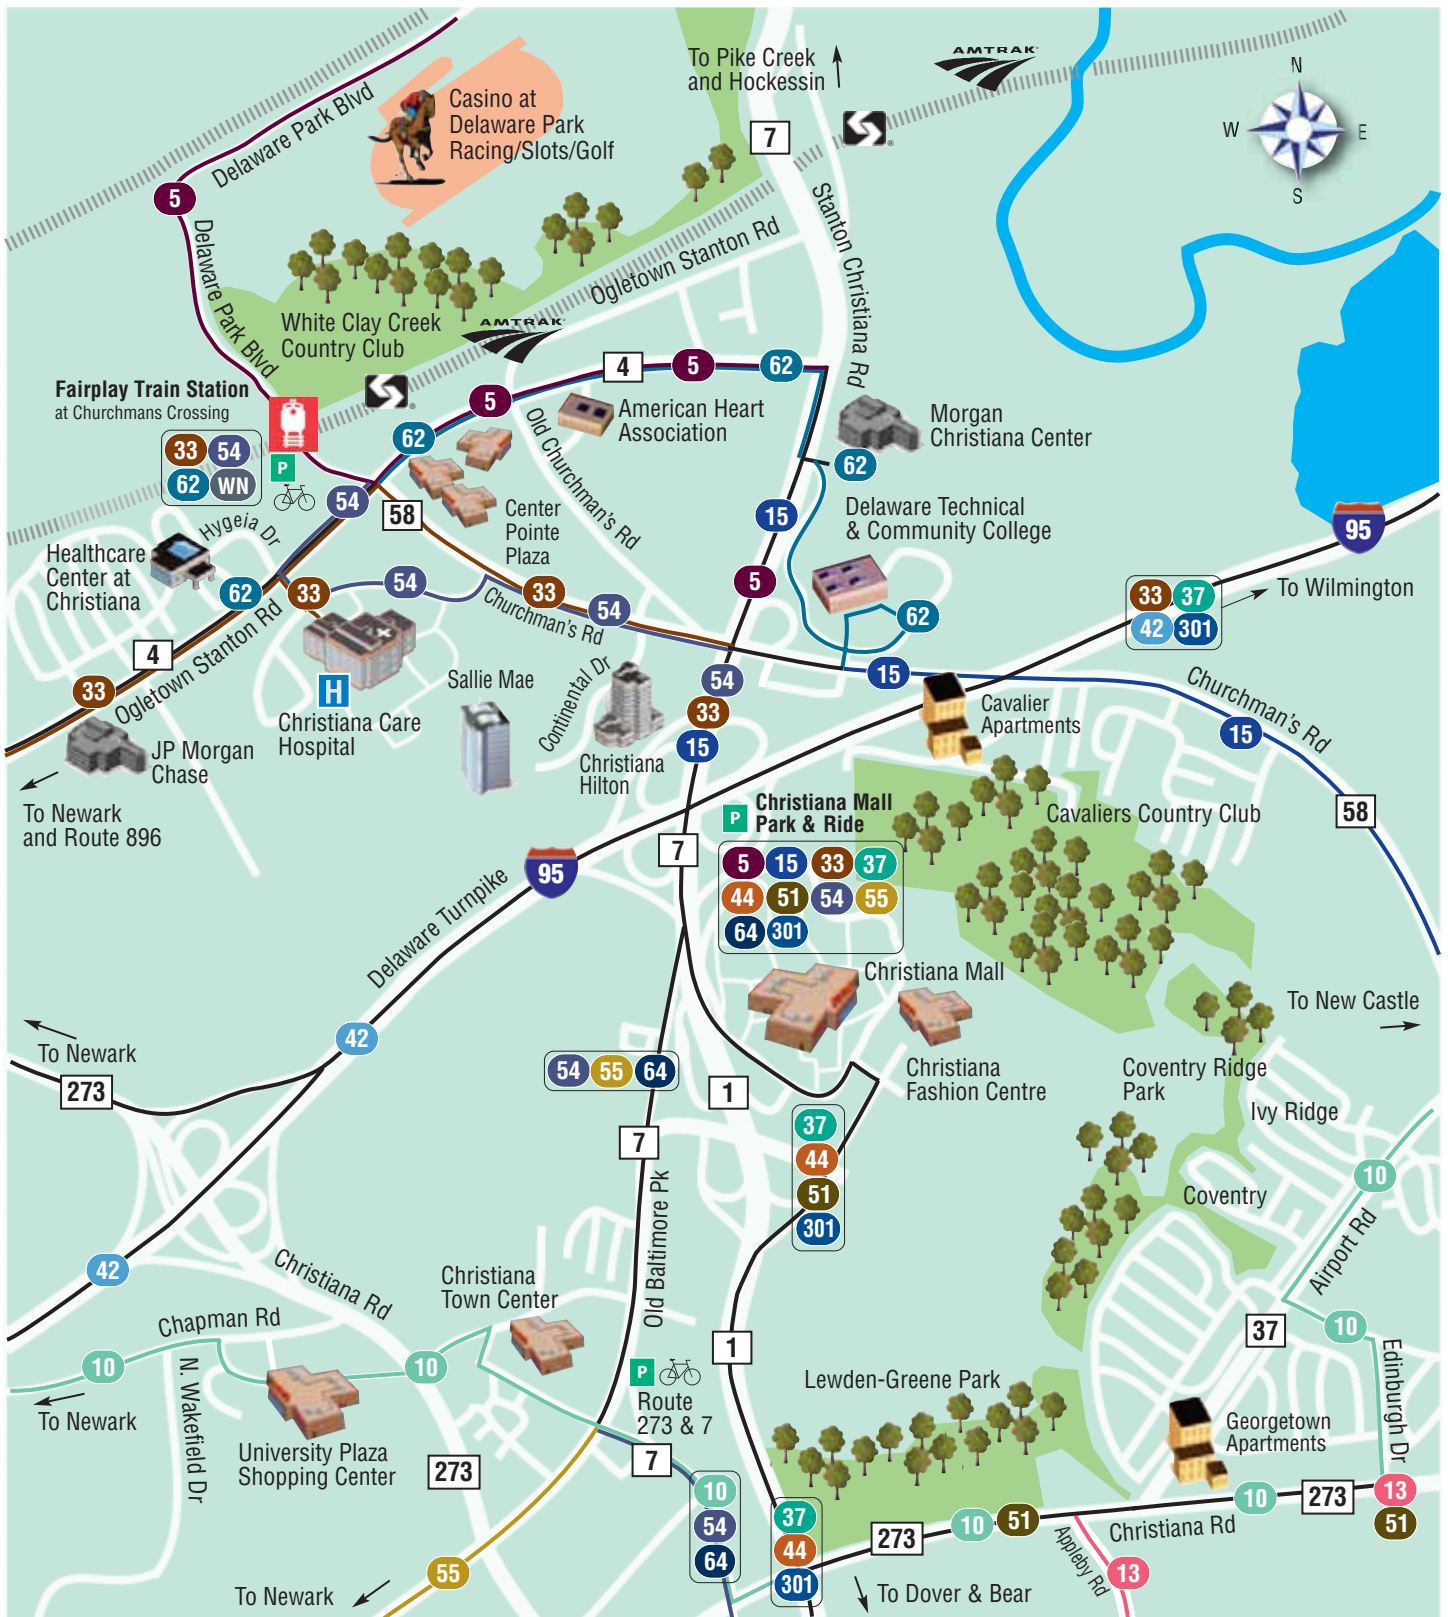 To Pike Creek
and Hockessin
AMTRAK
N
W
E
S
7
Casino at
Delaware Park
Racing/Slots/Golf
Delaware Park Blvd
5
Delaware Park Blvd
Stanton Christiana Rd
Ogletown Stanton Rd
White Clay Creek
Country Club
AMTRAK
Fairplay Train Station
at Churchmans Crossing
33
54
62
WN
P
4
5
62
5
62
American Heart
Association
Old Churchman's Rd
Morgan
Christiana Center
62
54
58
Center
Pointe
Plaza
15
Delaware Technical
& Community College
95
Hygeia Dr
Healthcare
Center at
Christiana
62
33
54
33
54
Churchman's Rd
5
62
33
37
42
301
To Wilmington
4
Ogletown Stanton Rd
33
H
Christiana Care
Hospital
Sallie Mae
Continental Dr
Christiana
Hilton
54
33
15
15
Cavalier
Apartments
Churchman's Rd
15
JP Morgan
Chase
To Newark
and Route 896
P
Christiana Mall
Park & Ride
5
15
33
37
44
51
54
55
64
301
Cavaliers Country Club
58
7
95
Delaware Turnpike
Christiana Mall
Christiana
Fashion Centre
To New Castle
Coventry Ridge
Park
Ivy Ridge
42
To Newark
273
54
55
64
1
37
44
51
301
7
Old Baltimore Pk
Coventry
10
Airport Rd
42
Christiana Rd
Christiana
Town Center
Chapman Rd
10
10
To Newark
N. Wakefield Dr
University Plaza
Shopping Center
273
P
Route
273 & 7
7
1
Lewden-Greene Park
37
10
Edinburgh Dr
Georgetown
Apartments
10
54
64
37
44
301
273
10
51
Christiana Rd
10
273
13
51
Appleby Rd
13
55
To Newark
To Dover & Bear